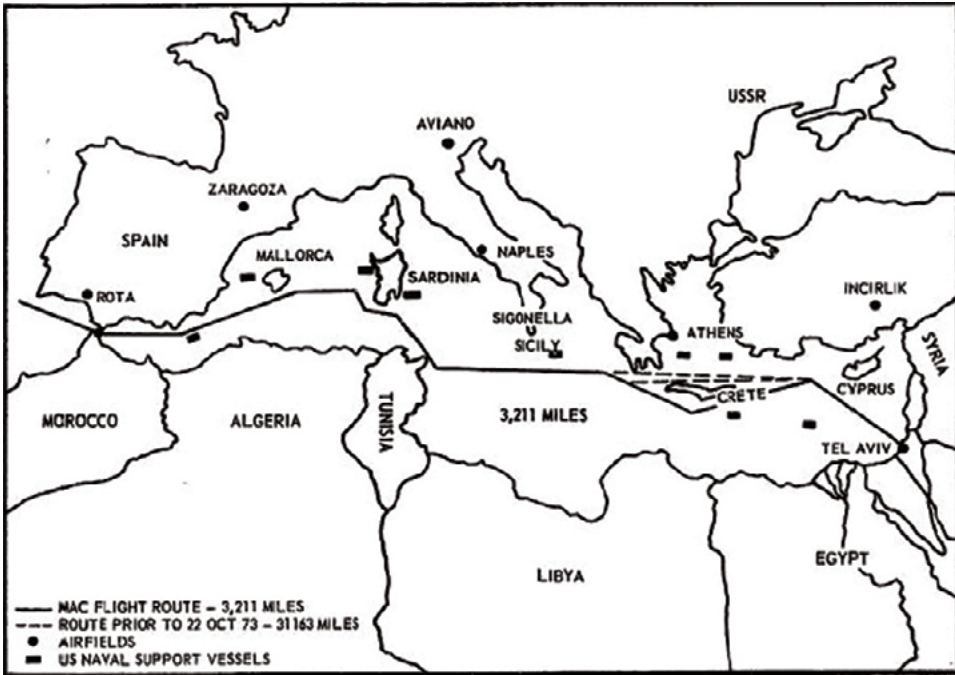 USSR
AVIANO
ZARAGOZA
SPAIN
MALLORCA
NAPLES
SARDINIA
ROTA
INCIRLIK
SIGONELLA
ATHENS
SICILY
SYRIA
CYPRUS
CRETE
MOROCCO
ALGERIA
TUNISIA
3,211 MILES
TEL AVIV
EGYPT
LIBYA
MAC FLIGHT ROUTE – 3,211 MILES
ROUTE PRIOR TO 22 OCT 73 – 31163 MILES
AIRFIELDS
US NAVAL SUPPORT VESSELS